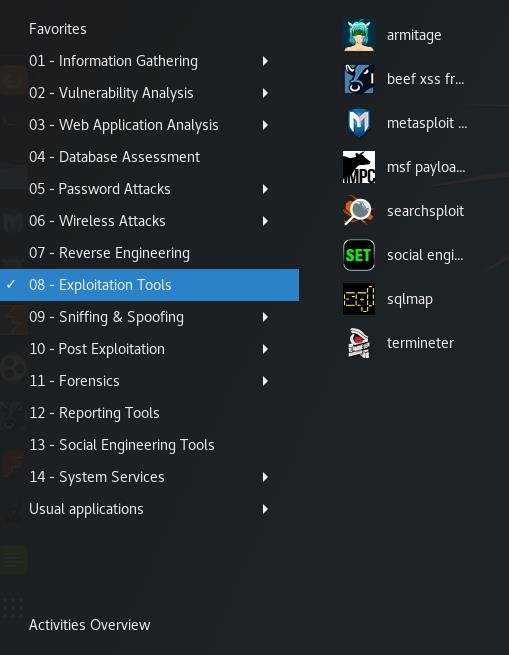 Favorites
01 - Information Gathering
02 - Vulnerability Analysis
03 - Web Application Analysis
04 - Database Assessment
05 - Password Attacks
06 - Wireless Attacks
07 - Reverse Engineering
08 - Exploitation Tools
09 - Sniffing & Spoofing
10 - Post Exploitation
11 - Forensics
12 - Reporting Tools
13 - Social Engineering Tools
14 - System Services
Usual applications
Activities Overview
armitage
beef xss fr...
metasploit ...
MPC
msf payloa...
searchsploit
SET
social engi...
sql
sqlmap
termineter